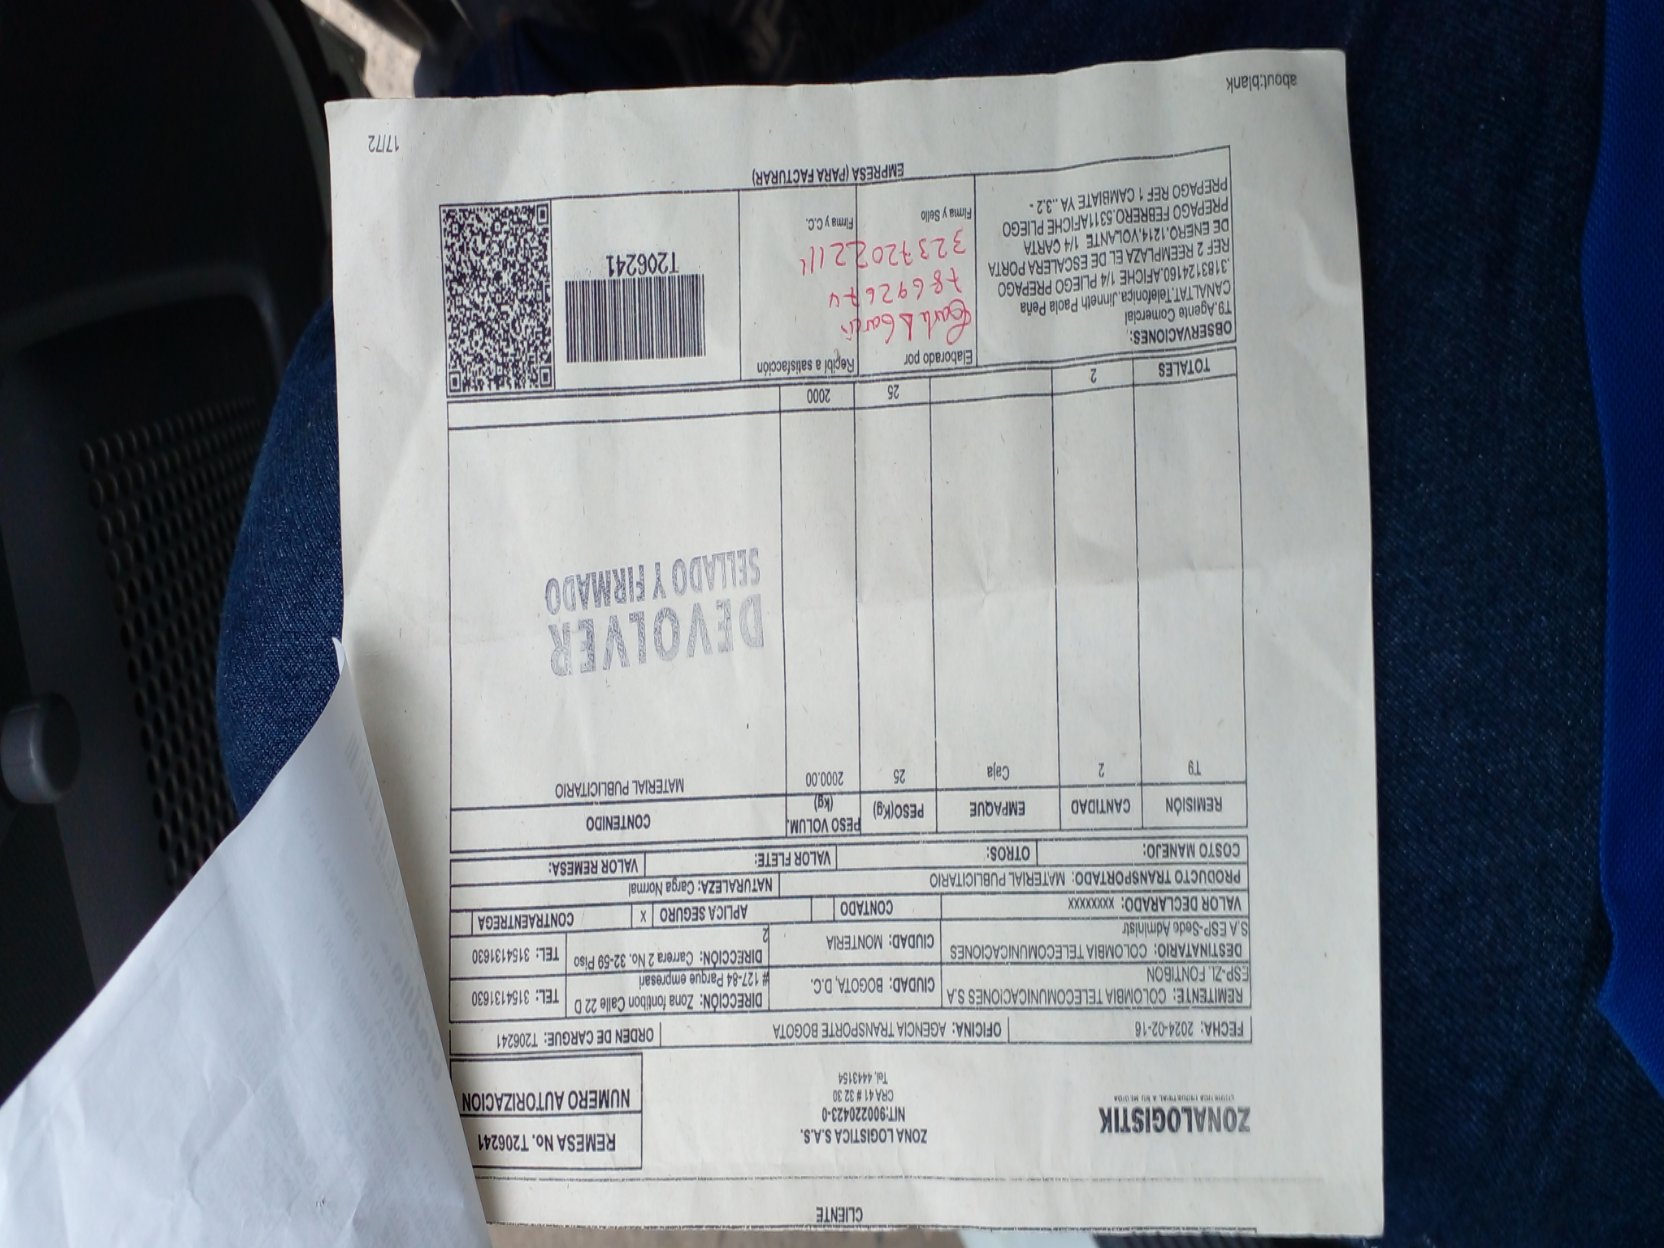 CLIENTE
ZONALOGISTIK
ZONA LOGISTICA S.A.S.
NIT:900220423-0
CRA 41 # 32 30
Tel, 4443154
REMESA No. T206241
NUMERO AUTORIZACION
FECHA: 2024-02-16 OFICINA: AGENCIA TRANSPORTE BOGOTA ORDEN DE CARGUE: T206241
REMITENTE: COLOMBIA TELECOMUNICACIONES S.A ESP-ZL FONTIBON CIUDAD: BOGOTA, D.C. DIRECCIÓN: Zona fontibon Calle 22 D # 127-84 Parque empresari TEL: 3154131630
DESTINATARIO: COLOMBIA TELECOMUNICACIONES S.A ESP-Sede Administr CIUDAD: MONTERIA DIRECCIÓN: Carrera 2 No. 32-59 Piso 2 TEL: 3154131630
VALOR DECLARADO: xxxxxxxx CONTADO APLICA SEGURO X CONTRAENTREGA
PRODUCTO TRANSPORTADO: MATERIAL PUBLICITARIO NATURALEZA: Carga Normal
COSTO MANEJO: OTROS: VALOR FLETE: VALOR REMESA:
REMISIÓN CANTIDAD EMPAQUE PESO(Kg) PESO VOLUM. (kg) CONTENIDO
T9 2 Caja 25 2000.00 MATERIAL PUBLICITARIO
DEVOLVER
SELLADO Y FIRMADO
TOTALES 2 25 2000
OBSERVACIONES:
T9.Agente Comercial
CANALTAT.Telefonica.Jinneth Paola Peña
.3183124160.AFICHE 1/4 PLIEGO PREPAGO
REF 2 REEMPLAZA EL DE ESCALERA PORTA
DE ENERO.1214.VOLANTE 1/4 CARTA
PREPAGO FEBRERO.5311AFICHE PLIEGO
PREPAGO REF 1 CAMBIATE YA ..3.2 -
Elaborado por
Firma y Sello
Recibi a satisfacción
Firma y C.C.
78692674
T206241
EMPRESA (PARA FACTURAR)
about:blank
17/72